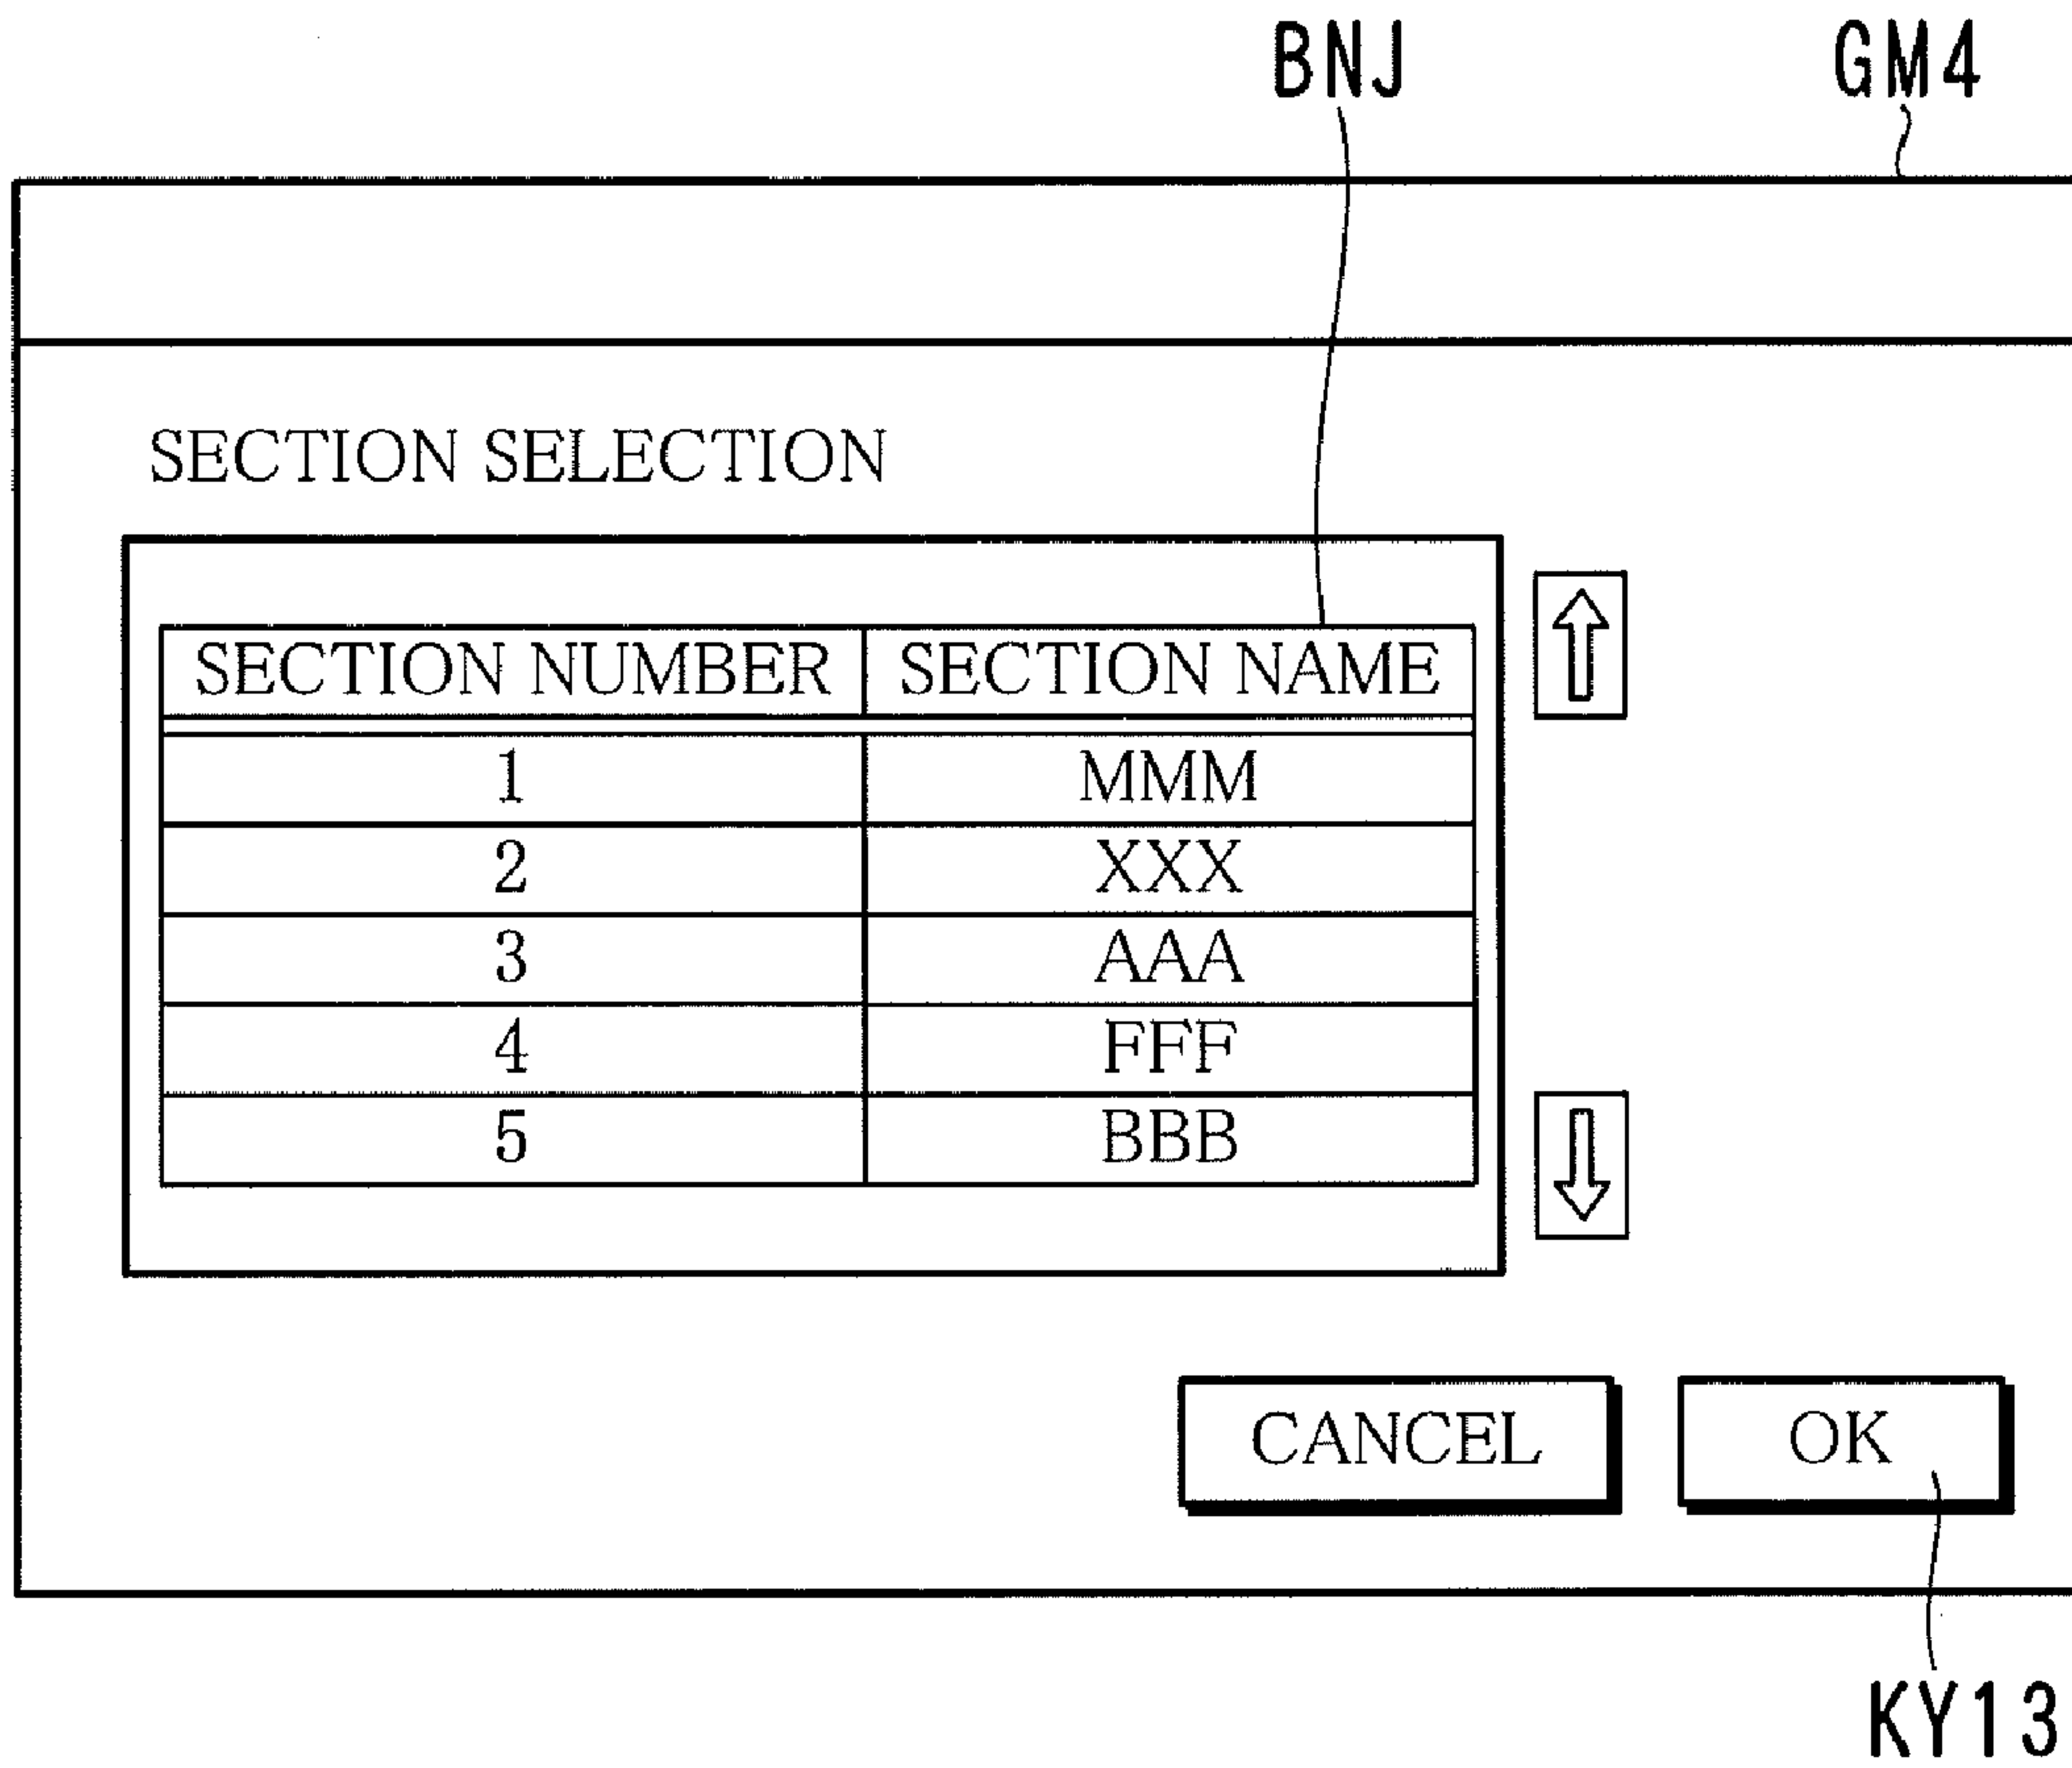 BNJ GM4
SECTION SELECTION
SECTION NUMBER SECTION NAME
1 MMM
2 XXX
3 AAA
4 FFF
5 BBB
CANCEL OK
KY13